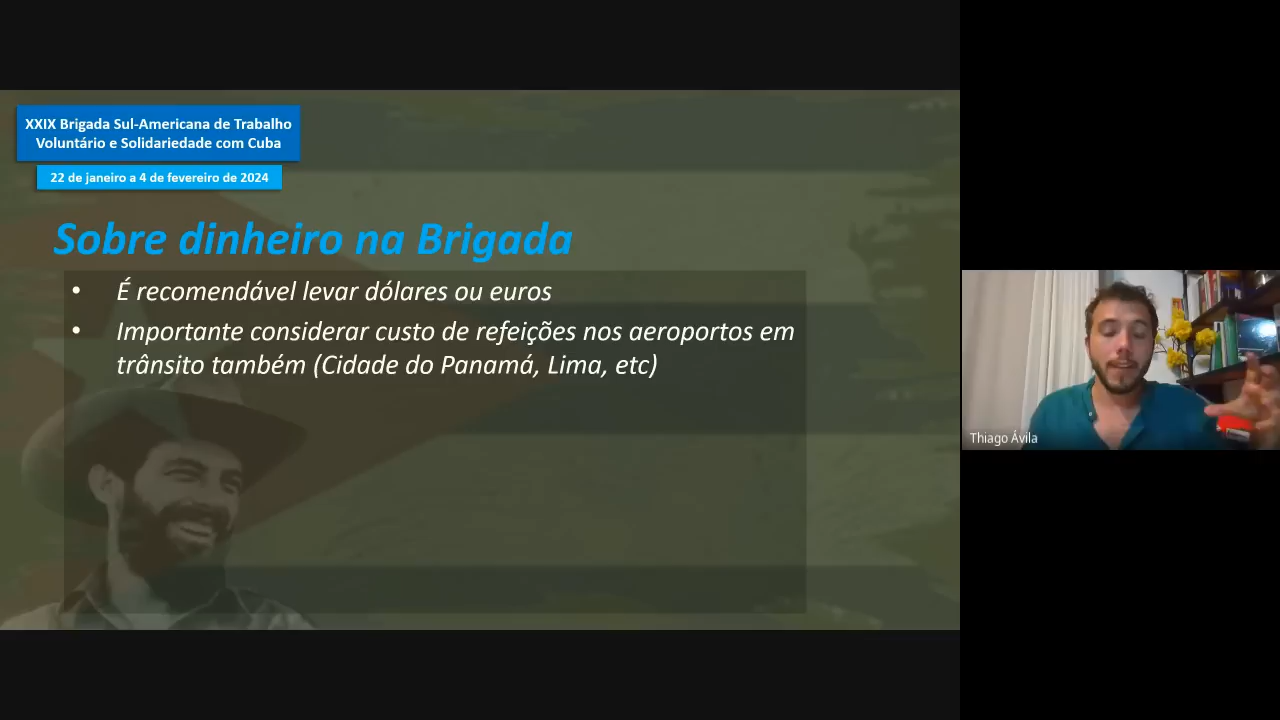 XXIX Brigada Sul-Americana de Trabalho
Voluntário e Solidariedade com Cuba
22 de janeiro a 4 de fevereiro de 2024
Sobre dinheiro na Brigada
• É recomendável levar dólares ou euros
• Importante considerar custo de refeições nos aeroportos em
trânsito também (Cidade do Panamá, Lima, etc)
Thiago Ávila